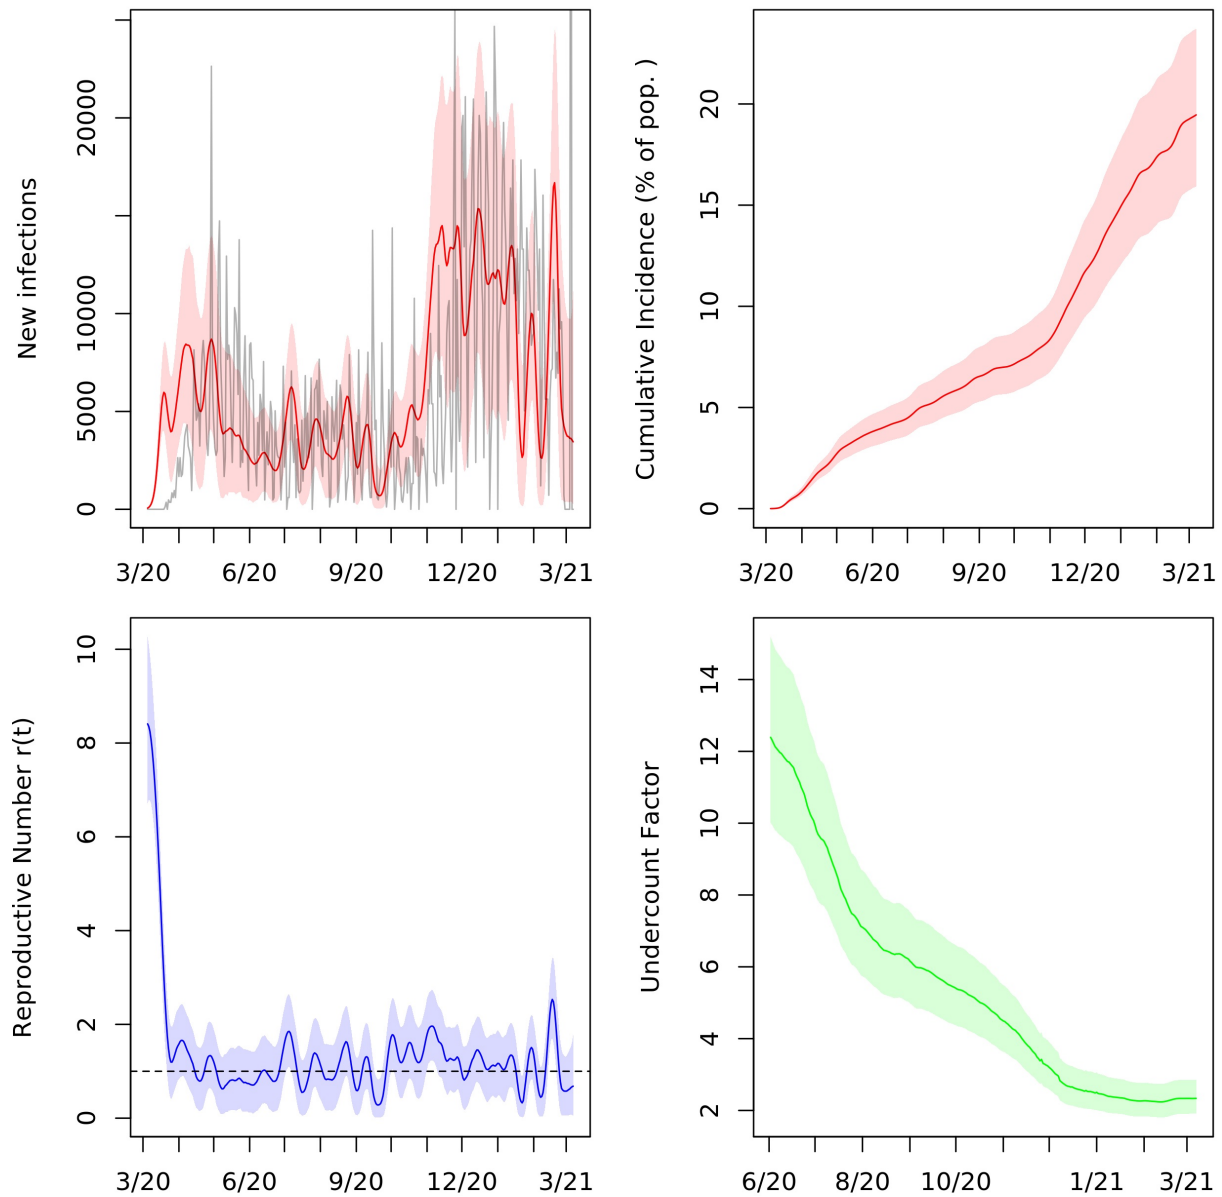 New infections
0 5000 10000 20000
3/20 6/20 9/20 12/20 3/21
Cumulative Incidence (% of pop. )
0 5 10 15 20
3/20 6/20 9/20 12/20 3/21
Reproductive Number r(t)
0 2 4 6 8 10
3/20 6/20 9/20 12/20 3/21
Undercount Factor
2 4 6 8 10 12 14
6/20 8/20 10/20 1/21 3/21